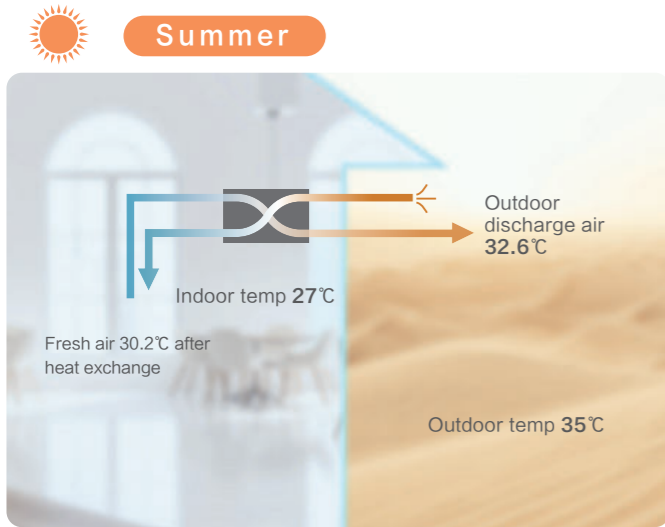 Summer
Outdoor
discharge air
32.6℃
Indoor temp 27℃
Fresh air 30.2℃ after
heat exchange
Outdoor temp 35℃